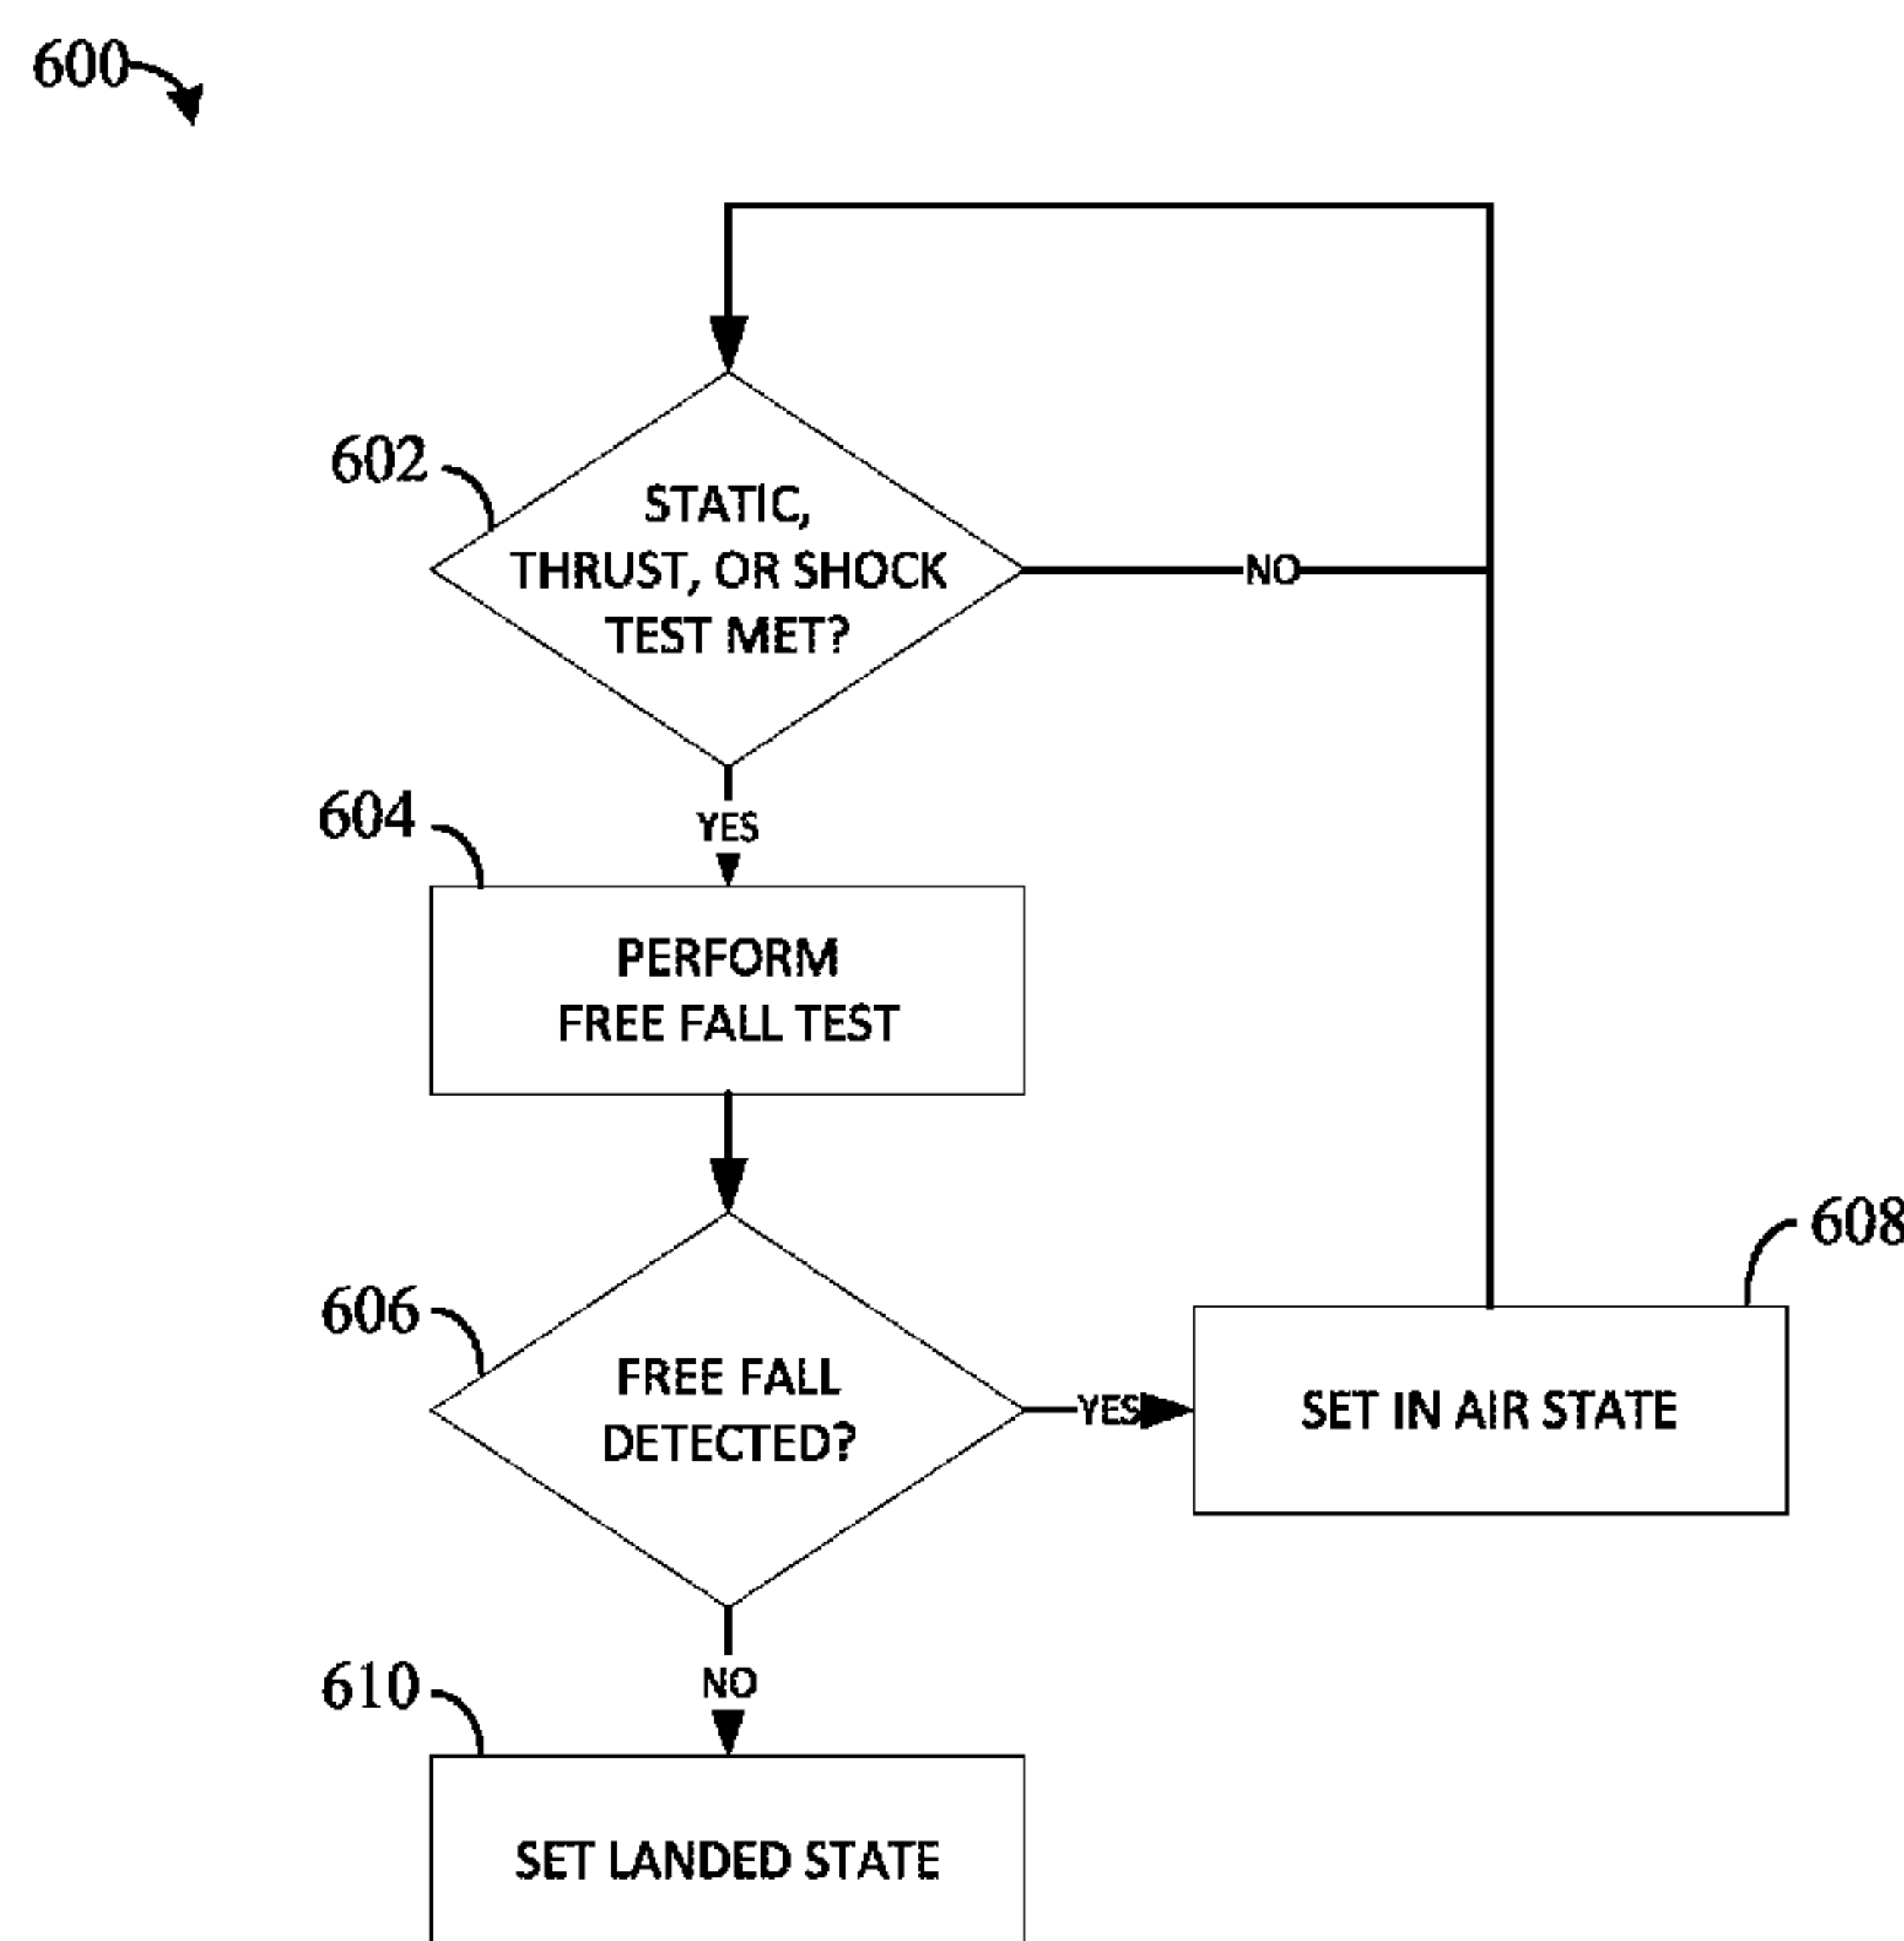 600
602
STATIC,
THRUST, OR SHOCK
TEST MET?
NO
YES
604
PERFORM
FREE FALL TEST
606
FREE FALL
DETECTED?
YES
608
SET IN AIR STATE
NO
610
SET LANDED STATE